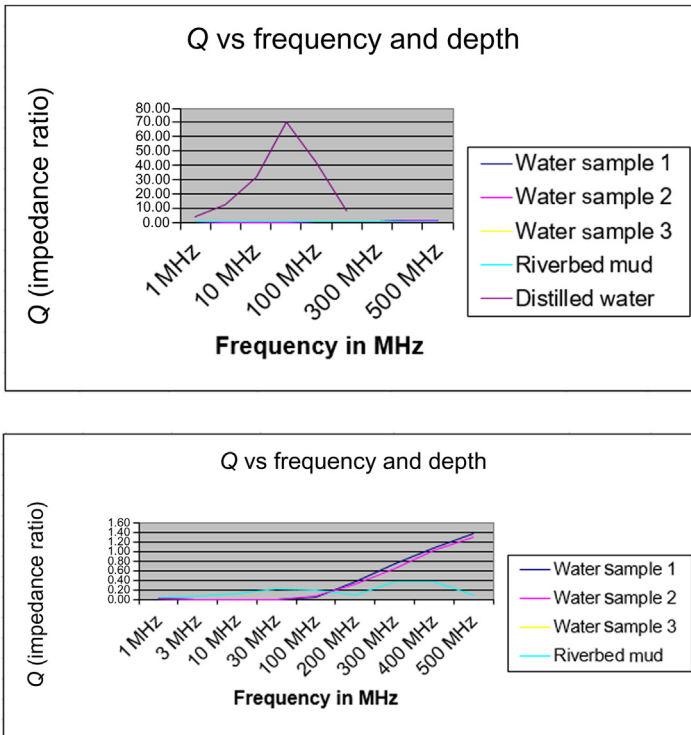 Q vs frequency and depth
Q (impedance ratio)
80.00
70.00
60.00
50.00
40.00
30.00
20.00
10.00
0.00
1 MHz
10 MHz
100 MHz
300 MHz
500 MHz
Frequency in MHz
Water sample 1
Water sample 2
Water sample 3
Riverbed mud
Distilled water
Q vs frequency and depth
Q (impedance ratio)
1.60
1.40
1.20
1.00
0.80
0.60
0.40
0.20
0.00
1 MHz
3 MHz
10 MHz
30 MHz
100 MHz
200 MHz
300 MHz
400 MHz
500 MHz
Frequency in MHz
Water sample 1
Water sample 2
Water sample 3
Riverbed mud